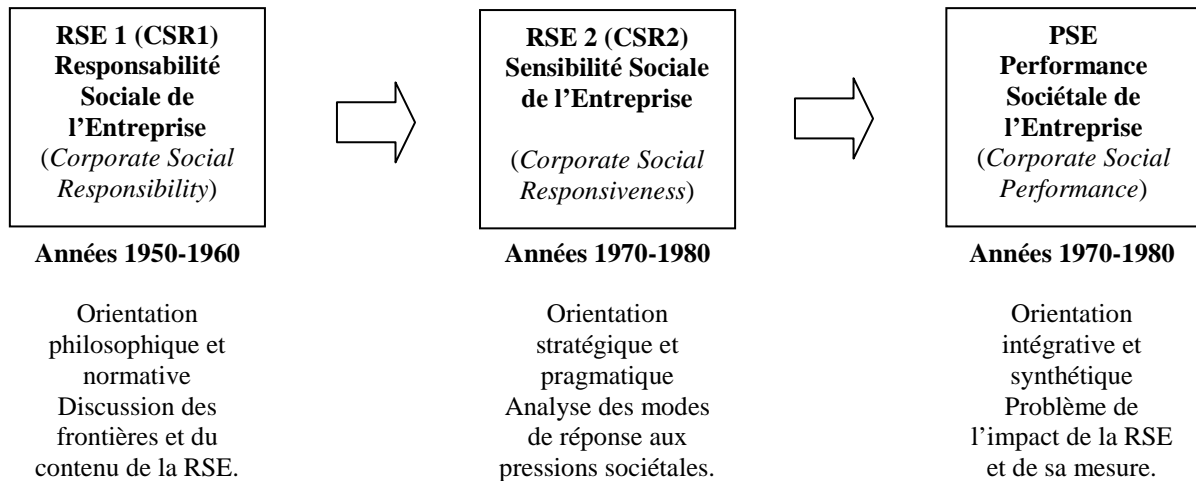 RSE 1 (CSR1)
Responsabilité
Sociale de
l’Entreprise
(Corporate Social
Responsibility)
Années 1950-1960
Orientation
philosophique et
normative
Discussion des
frontières et du
contenu de la RSE.
RSE 2 (CSR2)
Sensibilité Sociale
de l’Entreprise
(Corporate Social
Responsiveness)
Années 1970-1980
Orientation
stratégique et
pragmatique
Analyse des modes
de réponse aux
pressions sociétales.
PSE
Performance
Sociétale de
l’Entreprise
(Corporate Social
Performance)
Années 1970-1980
Orientation
intégrative et
synthétique
Problème de
l’impact de la RSE
et de sa mesure.